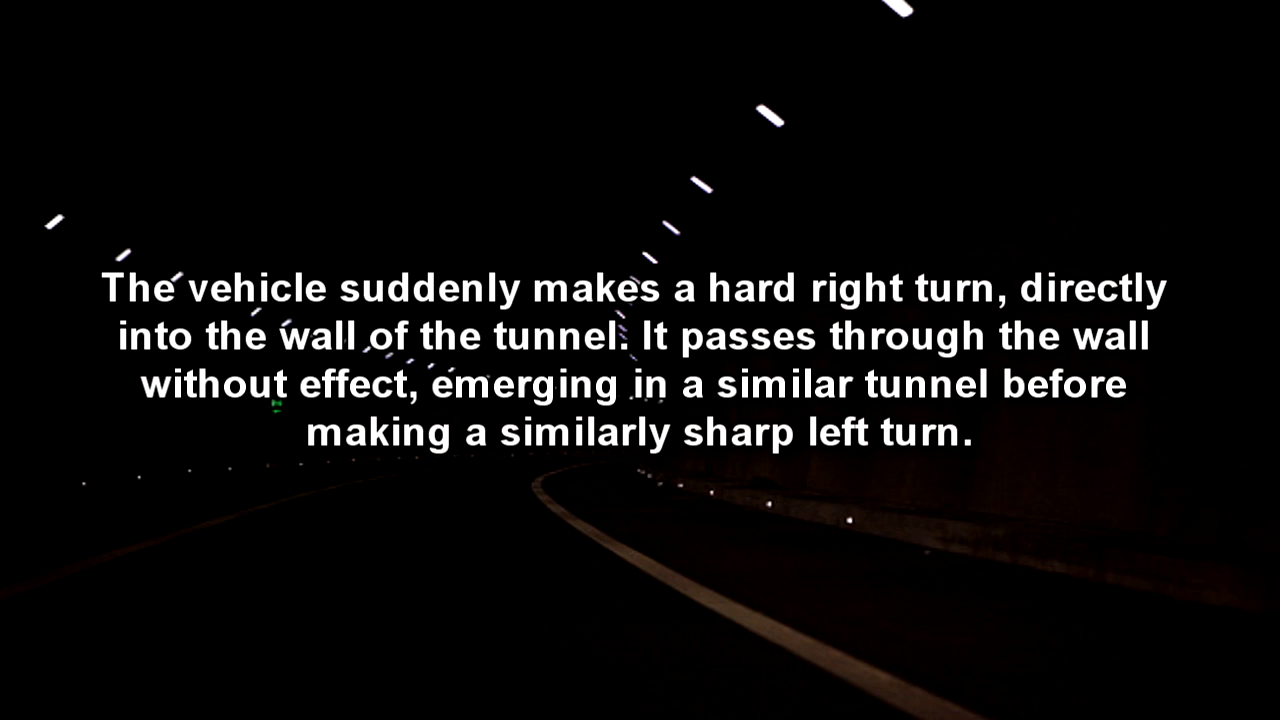 The vehicle suddenly makes a hard right turn, directly
into the wall of the tunnel. It passes through the wall
without effect, emerging in a similar tunnel before
making a similarly sharp left turn.